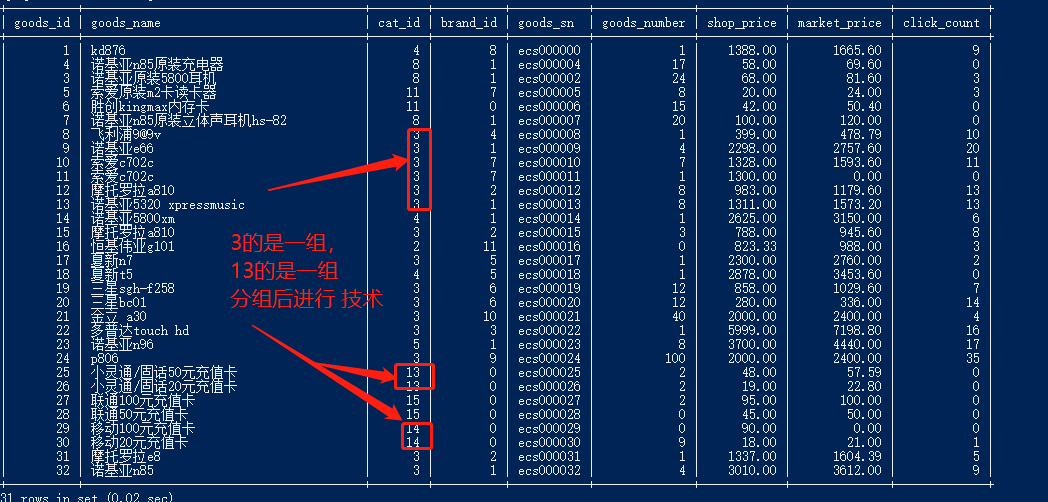 goods_id | goods_name | cat_id | brand_id | goods_sn | goods_number | shop_price | market_price | click_count
1 | kd876 | 4 | 8 | ecs000000 | 1 | 1388.00 | 1665.60 | 9
4 | 诺基亚n85原装充电器 | 8 | 1 | ecs000004 | 17 | 58.00 | 69.60 | 0
3 | 诺基亚原装5800耳机 | 8 | 1 | ecs000002 | 24 | 68.00 | 81.60 | 3
5 | 索爱原装m2卡读卡器 | 11 | 7 | ecs000005 | 8 | 20.00 | 24.00 | 3
6 | 胜创kingmax内存卡 | 11 | 0 | ecs000006 | 15 | 42.00 | 50.40 | 0
7 | 诺基亚n85原装立体声耳机hs-82 | 8 | 1 | ecs000007 | 20 | 100.00 | 120.00 | 0
8 | 飞利浦9@9v | 3 | 4 | ecs000008 | 1 | 399.00 | 478.79 | 10
9 | 诺基亚e66 | 3 | 1 | ecs000009 | 4 | 2298.00 | 2757.60 | 20
10 | 索爱c702c | 3 | 7 | ecs000010 | 7 | 1328.00 | 1593.60 | 11
11 | 索爱c702c | 3 | 7 | ecs000011 | 1 | 1300.00 | 0.00 | 0
12 | 摩托罗拉a810 | 3 | 2 | ecs000012 | 8 | 983.00 | 1179.60 | 13
13 | 诺基亚5320 xpressmusic | 3 | 1 | ecs000013 | 8 | 1311.00 | 1573.20 | 13
14 | 诺基亚5800xm | 4 | 1 | ecs000014 | 1 | 2625.00 | 3150.00 | 6
15 | 摩托罗拉a810 | 3 | 2 | ecs000015 | 3 | 788.00 | 945.60 | 8
16 | 恒基伟业g101 | 2 | 11 | ecs000016 | 0 | 823.33 | 988.00 | 3
17 | 夏新n7 | 3 | 5 | ecs000017 | 1 | 2300.00 | 2760.00 | 2
18 | 夏新t5 | 4 | 5 | ecs000018 | 1 | 2878.00 | 3453.60 | 0
19 | 三星sgh-f258 | 3 | 6 | ecs000019 | 12 | 858.00 | 1029.60 | 7
20 | 三星bc01 | 3 | 6 | ecs000020 | 12 | 280.00 | 336.00 | 14
21 | 金立 a30 | 3 | 10 | ecs000021 | 40 | 2000.00 | 2400.00 | 4
22 | 多普达touch hd | 3 | 3 | ecs000022 | 1 | 5999.00 | 7198.80 | 16
23 | 诺基亚n96 | 5 | 1 | ecs000023 | 8 | 3700.00 | 4440.00 | 17
24 | p806 | 3 | 9 | ecs000024 | 100 | 2000.00 | 2400.00 | 35
25 | 小灵通/固话50元充值卡 | 13 | 0 | ecs000025 | 2 | 48.00 | 57.59 | 0
26 | 小灵通/固话20元充值卡 | 13 | 0 | ecs000026 | 2 | 19.00 | 22.80 | 0
27 | 联通100元充值卡 | 15 | 0 | ecs000027 | 2 | 95.00 | 100.00 | 0
28 | 联通50元充值卡 | 15 | 0 | ecs000028 | 0 | 45.00 | 50.00 | 0
29 | 移动100元充值卡 | 14 | 0 | ecs000029 | 0 | 90.00 | 0.00 | 0
30 | 移动20元充值卡 | 14 | 0 | ecs000030 | 9 | 18.00 | 21.00 | 1
31 | 摩托罗拉e8 | 3 | 2 | ecs000031 | 1 | 1337.00 | 1604.39 | 5
32 | 诺基亚n85 | 3 | 1 | ecs000032 | 4 | 3010.00 | 3612.00 | 9
31 rows in set (0.02 sec)
3的是一组，
13的是一组
分组后进行 技术